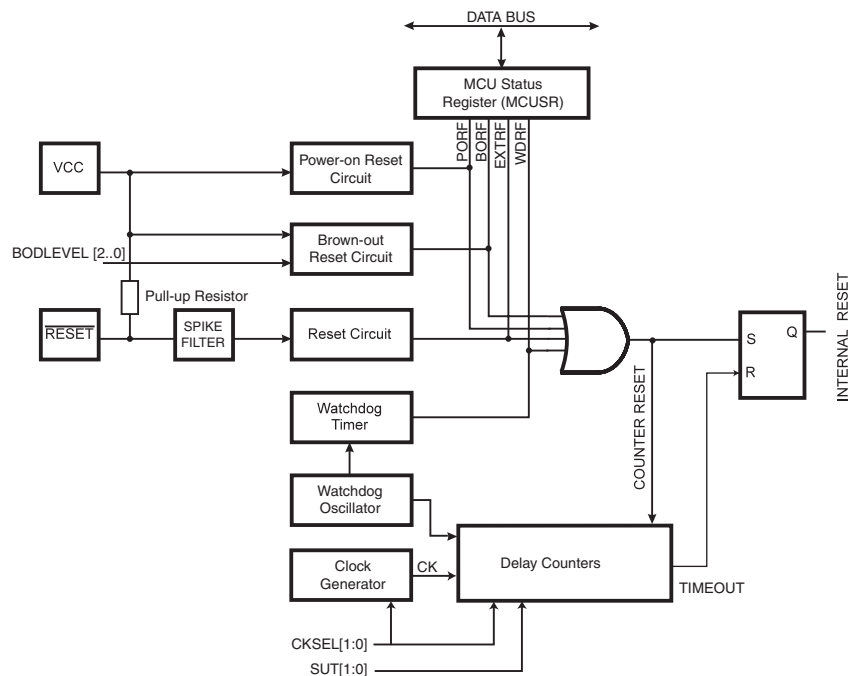 DATA BUS
MCU Status
Register (MCUSR)
PORF
BORF
EXTRF
WDRF
VCC
Power-on Reset
Circuit
BODLEVEL [2..0]
Brown-out
Reset Circuit
Pull-up Resistor
RESET
SPIKE
FILTER
Reset Circuit
S
Q
R
INTERNAL RESET
COUNTER RESET
Watchdog
Timer
Watchdog
Oscillator
Clock
Generator
CK
Delay Counters
TIMEOUT
CKSEL[1:0]
SUT[1:0]